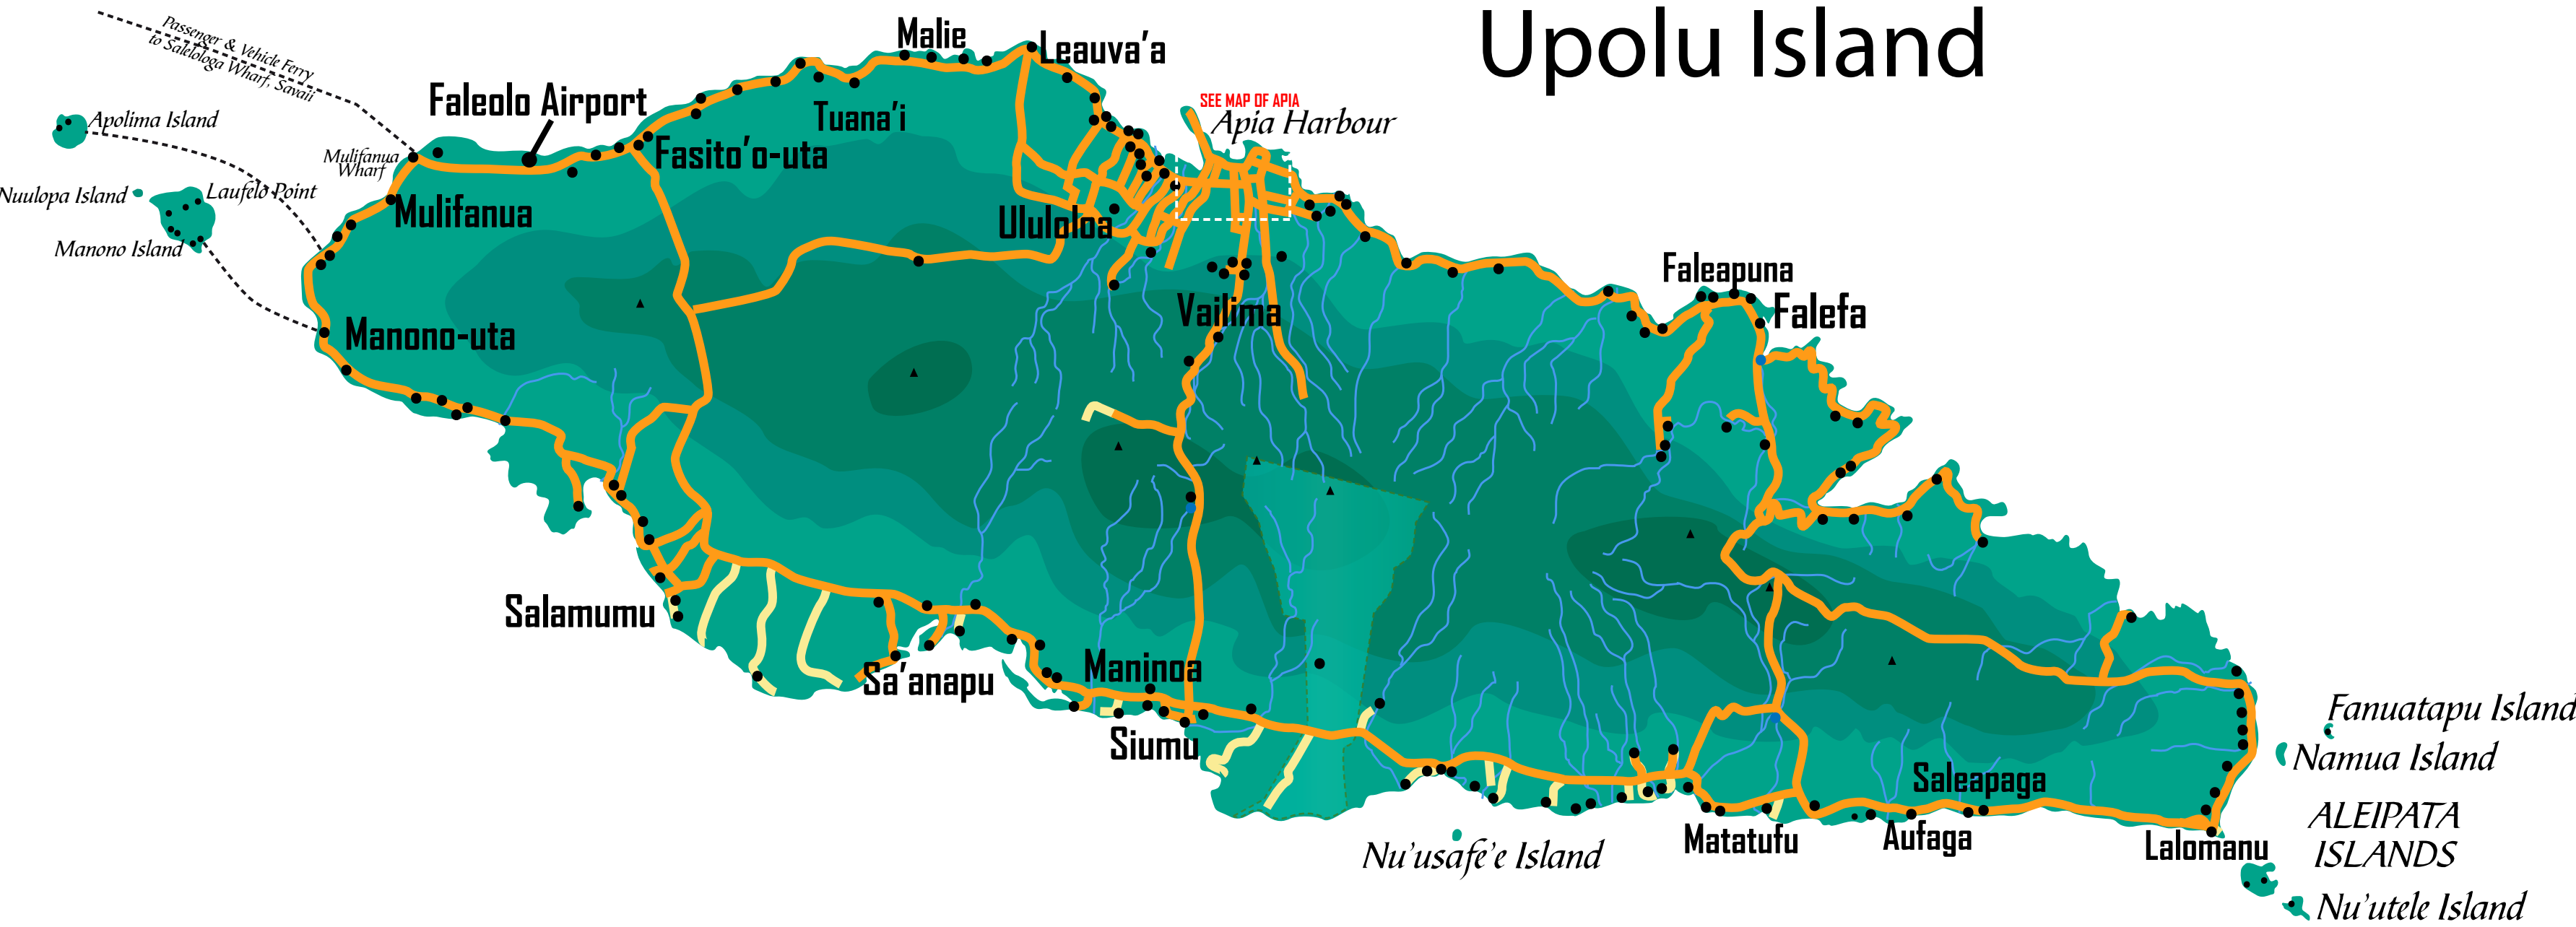 Upolu Island
Passenger & Vehicle Ferry
to Salelologa Wharf, Savaii
Malie
Leauva'a
Faleolo Airport
SEE MAP OF APIA
Apia Harbour
Apolima Island
Tuana'i
Mulifanua
Wharf
Fasito'o-uta
Nuulopa Island
Laufelo Point
Mulifanua
Ululoloa
Manono Island
Faleapuna
Vailima
Falefa
Manono-uta
Salamumu
Maninoa
Sa'anapu
Fanuatapu Island
Siumu
Namua Island
Saleapaga
ALEIPATA
ISLANDS
Matatufu
Aufaga
Lalomanu
Nu'usafe'e Island
Nu'utele Island